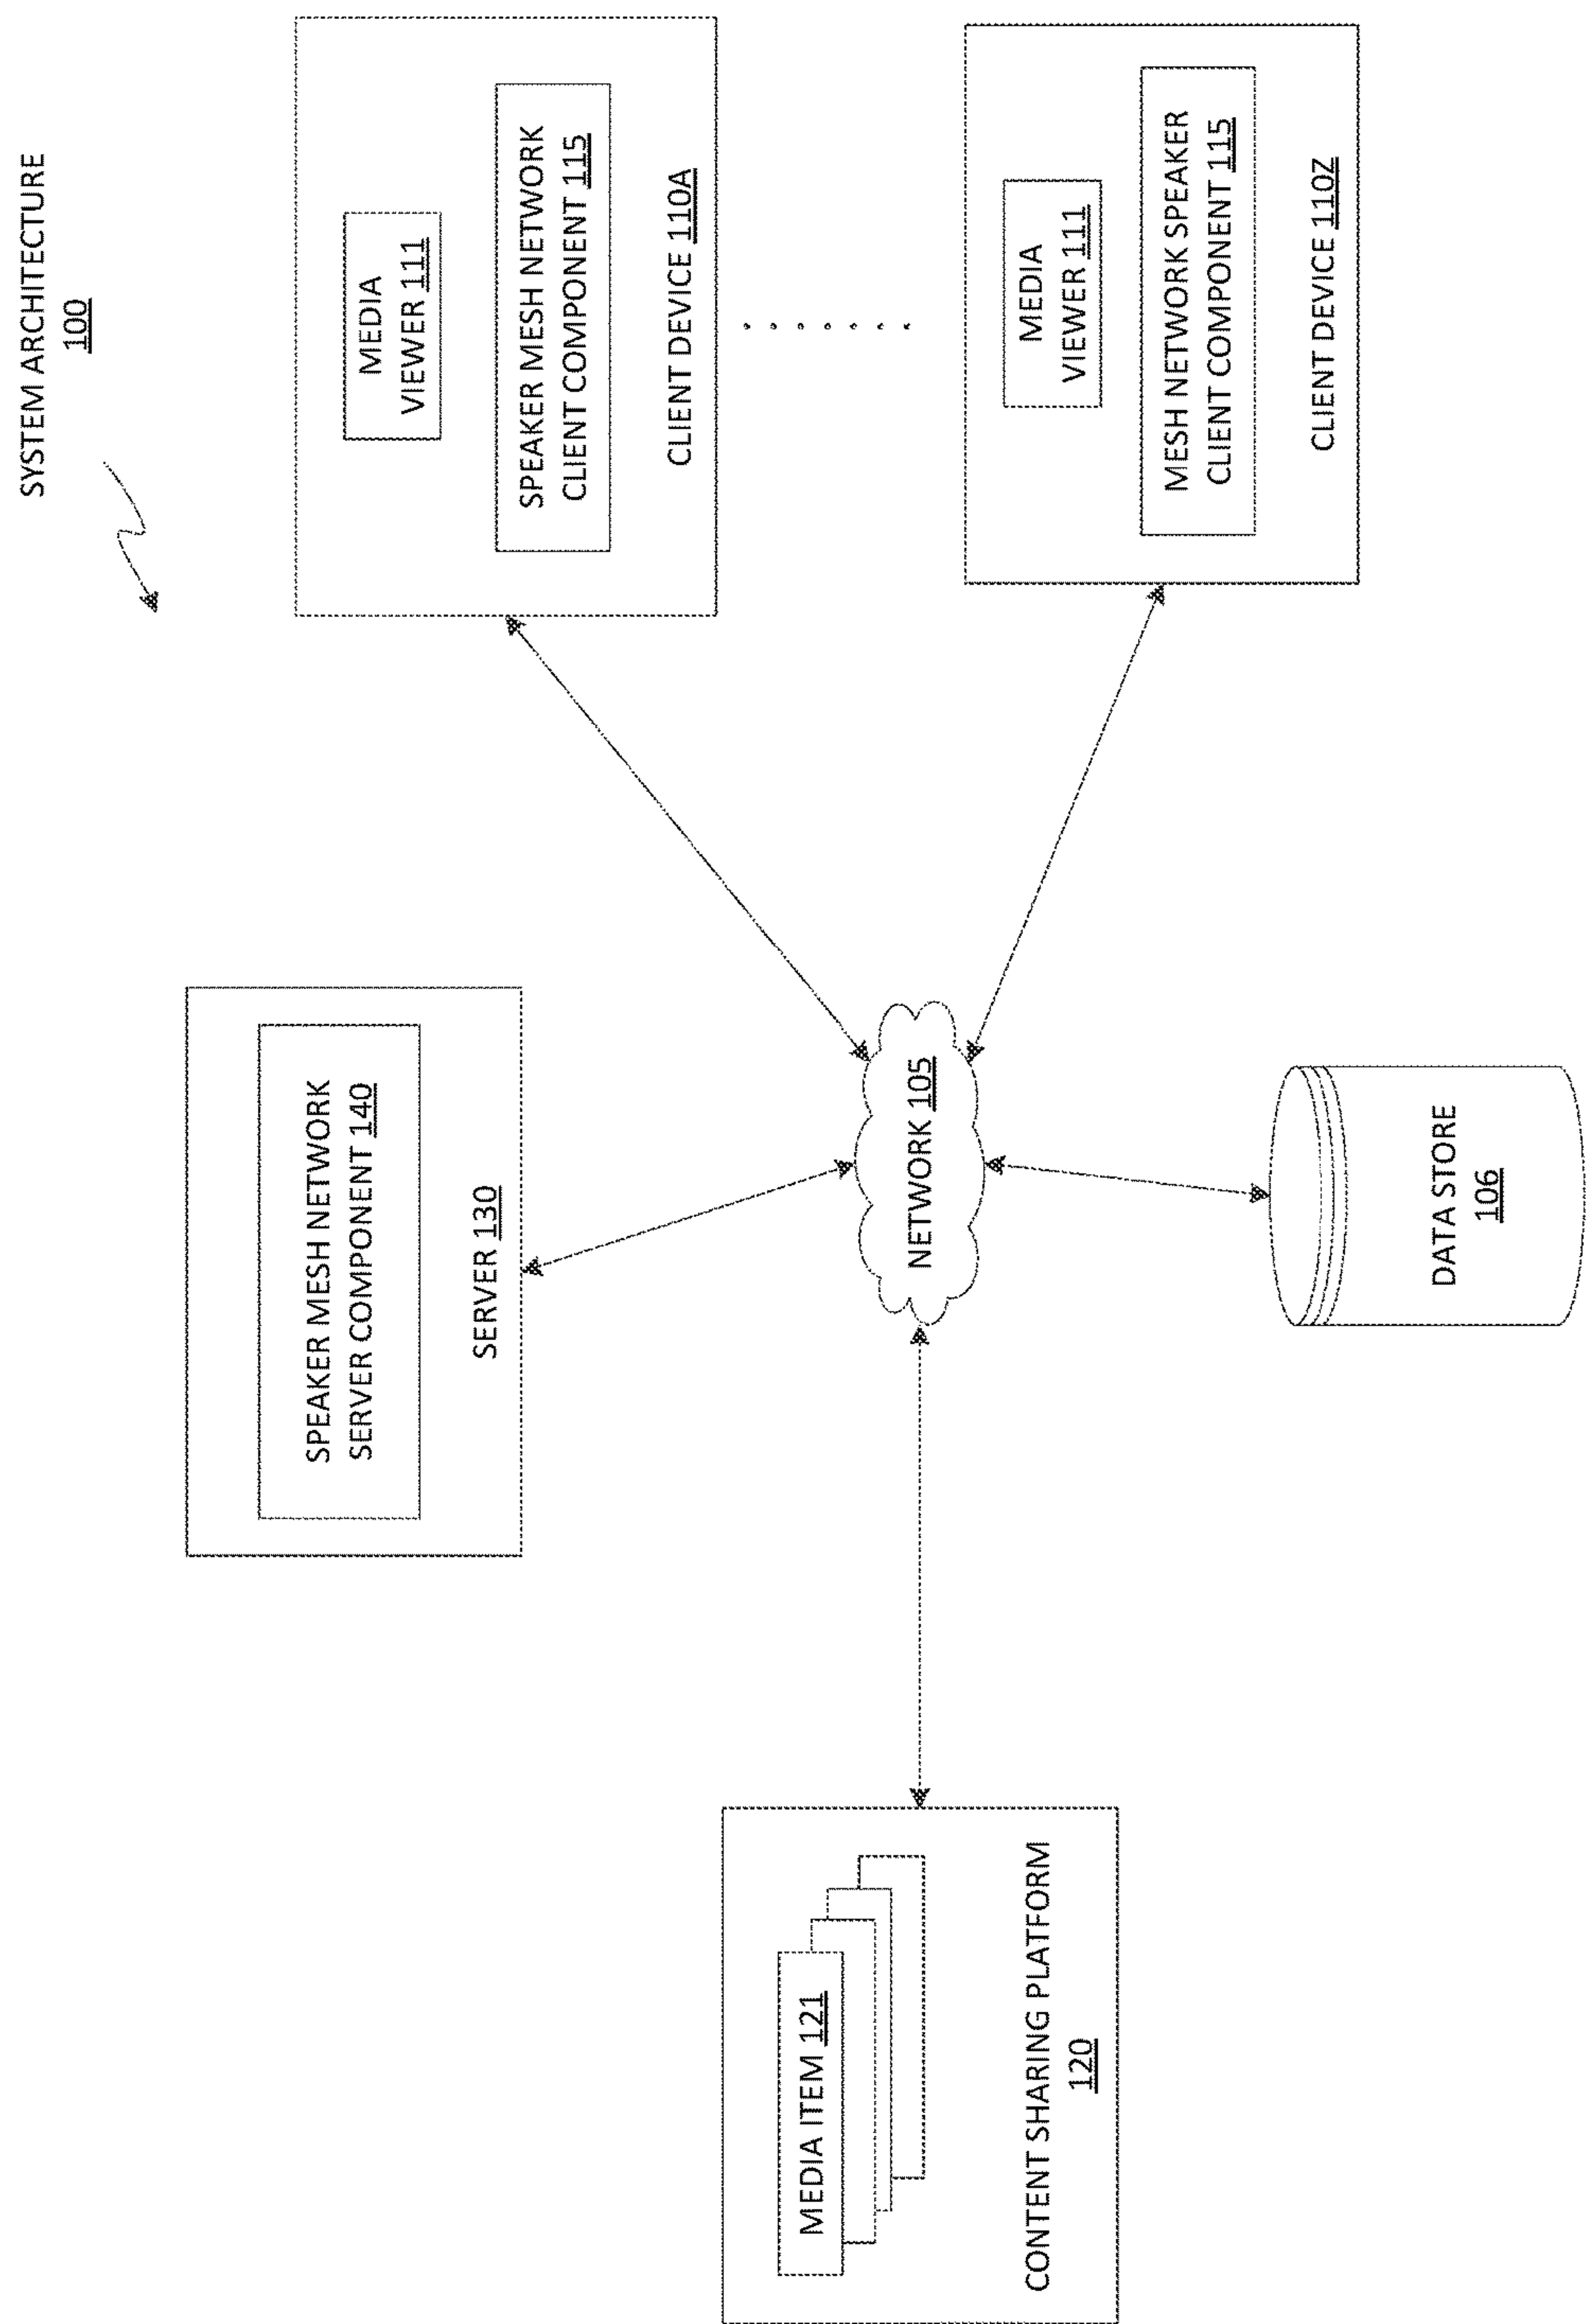 SYSTEM ARCHITECTURE
100
SPEAKER MESH NETWORK
SERVER COMPONENT 140
SERVER 130
MEDIA
VIEWER 111
SPEAKER MESH NETWORK
CLIENT COMPONENT 115
CLIENT DEVICE 110A
MEDIA ITEM 121
CONTENT SHARING PLATFORM
120
NETWORK 105
MEDIA
VIEWER 111
MESH NETWORK SPEAKER
CLIENT COMPONENT 115
CLIENT DEVICE 110Z
DATA STORE
106